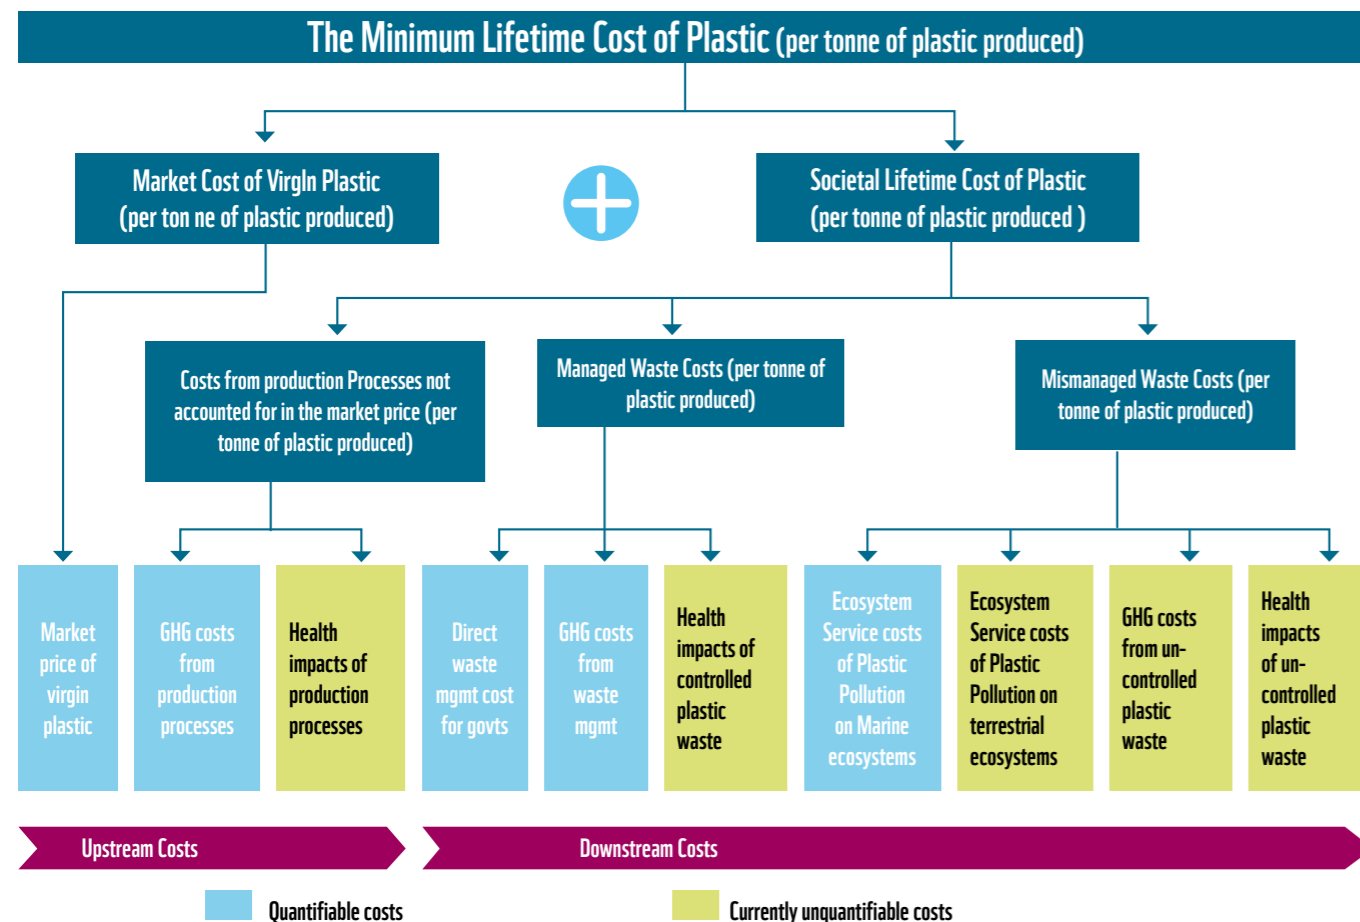 The Minimum Lifetime Cost of Plastic (per tonne of plastic produced)
Market Cost of VirgIn Plastic
(per ton ne of plastic produced)
Societal Lifetime Cost of Plastic
(per tonne of plastic produced )
Costs from production Processes not
accounted for in the market price (per
tonne of plastic produced)
Managed Waste Costs (per tonne of
plastic produced)
Mismanaged Waste Costs (per
tonne of plastic produced)
Market
price of
virgin
plastic
GHG costs
from
production
processes
Health
impacts of
production
processes
Direct
waste
mgmt cost
for govts
GHG costs
from
waste
mgmt
Health
impacts of
controlled
plastic
waste
Ecosystem
Service costs
of Plastic
Pollution
on Marine
ecosystems
Ecosystem
Service costs
of Plastic
Pollution on
terrestrial
ecosystems
GHG costs
from un-
controlled
plastic
waste
Health
impacts
of un-
controlled
plastic
waste
Upstream Costs
Downstream Costs
Quantifiable costs
Currently unquantifiable costs